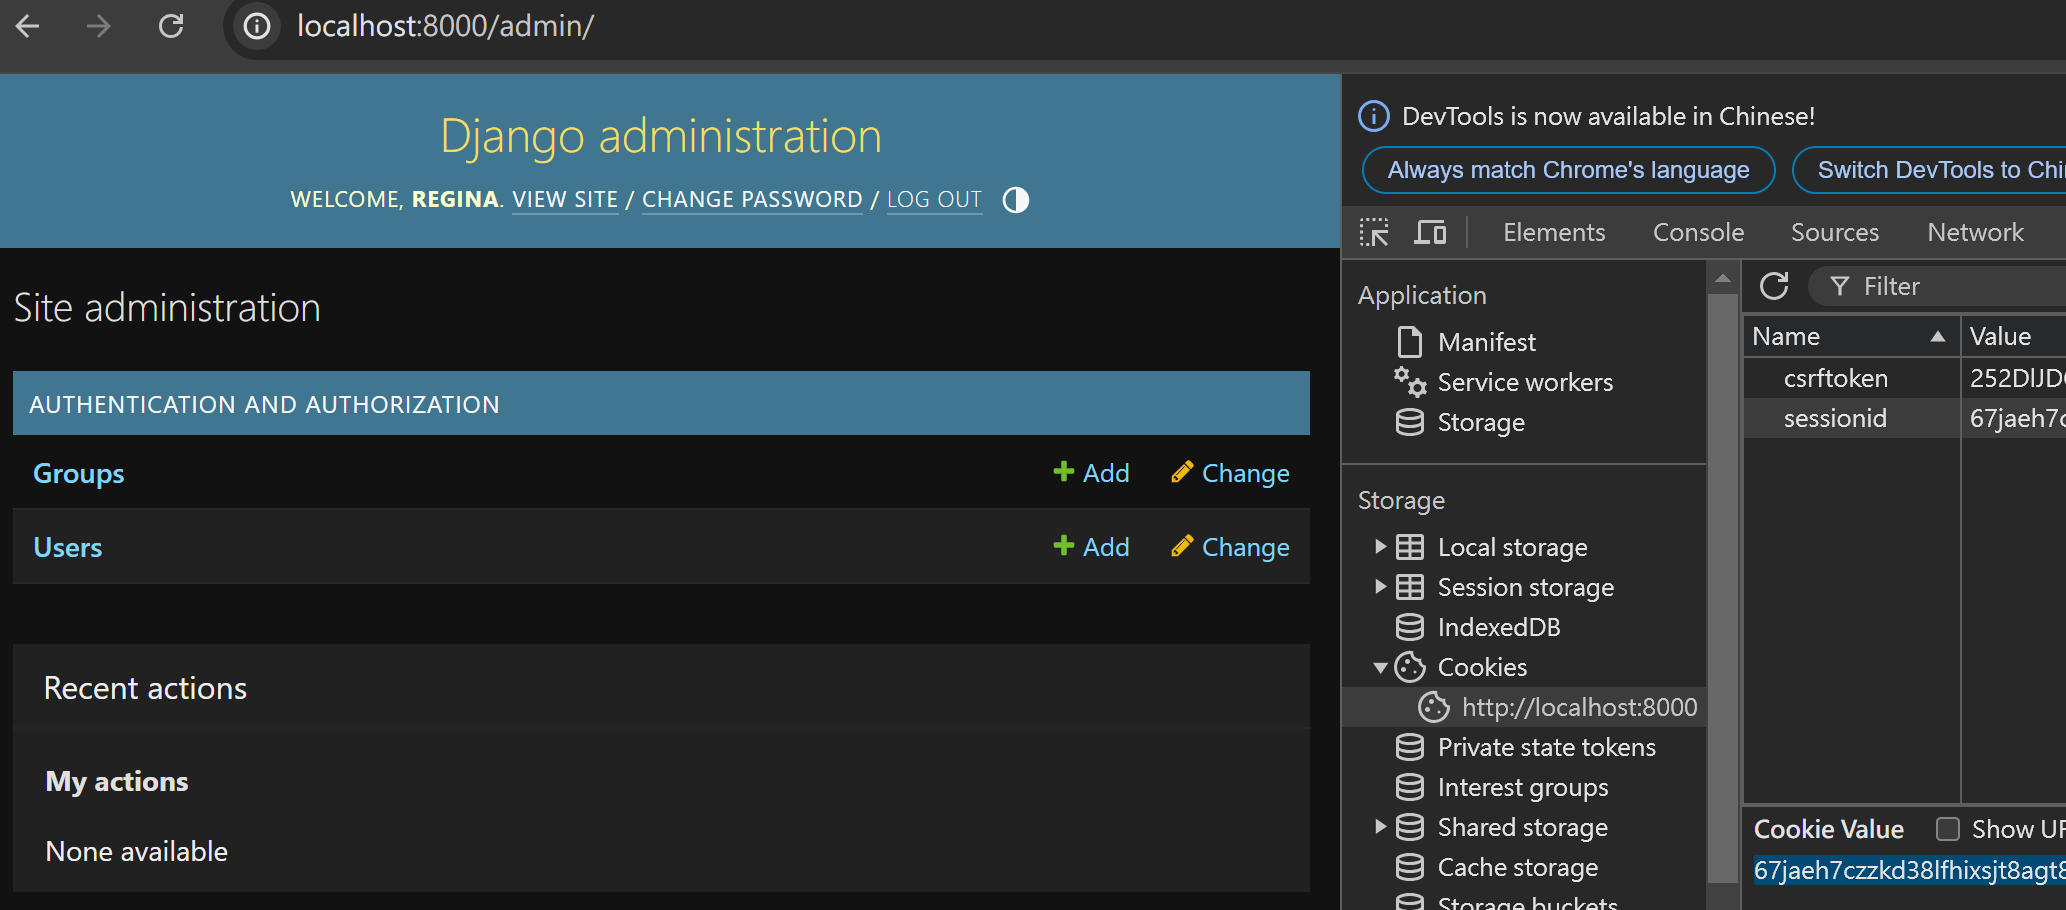 localhost:8000/admin/
Django administration
WELCOME, REGINA. VIEW SITE / CHANGE PASSWORD / LOG OUT
Site administration
AUTHENTICATION AND AUTHORIZATION
Groups Add Change
Users Add Change
Recent actions
My actions
None available
DevTools is now available in Chinese!
Always match Chrome's language Switch DevTools to Chi
Elements Console Sources Network
Application
Manifest
Service workers
Storage
Storage
Local storage
Session storage
IndexedDB
Cookies
http://localhost:8000
Private state tokens
Interest groups
Shared storage
Cache storage
Storage buckets
Filter
Name Value
csrftoken
sessionid 67jaeh7c
Cookie Value Show UR
67jaeh7czzkd38lfhixsjt8agt8